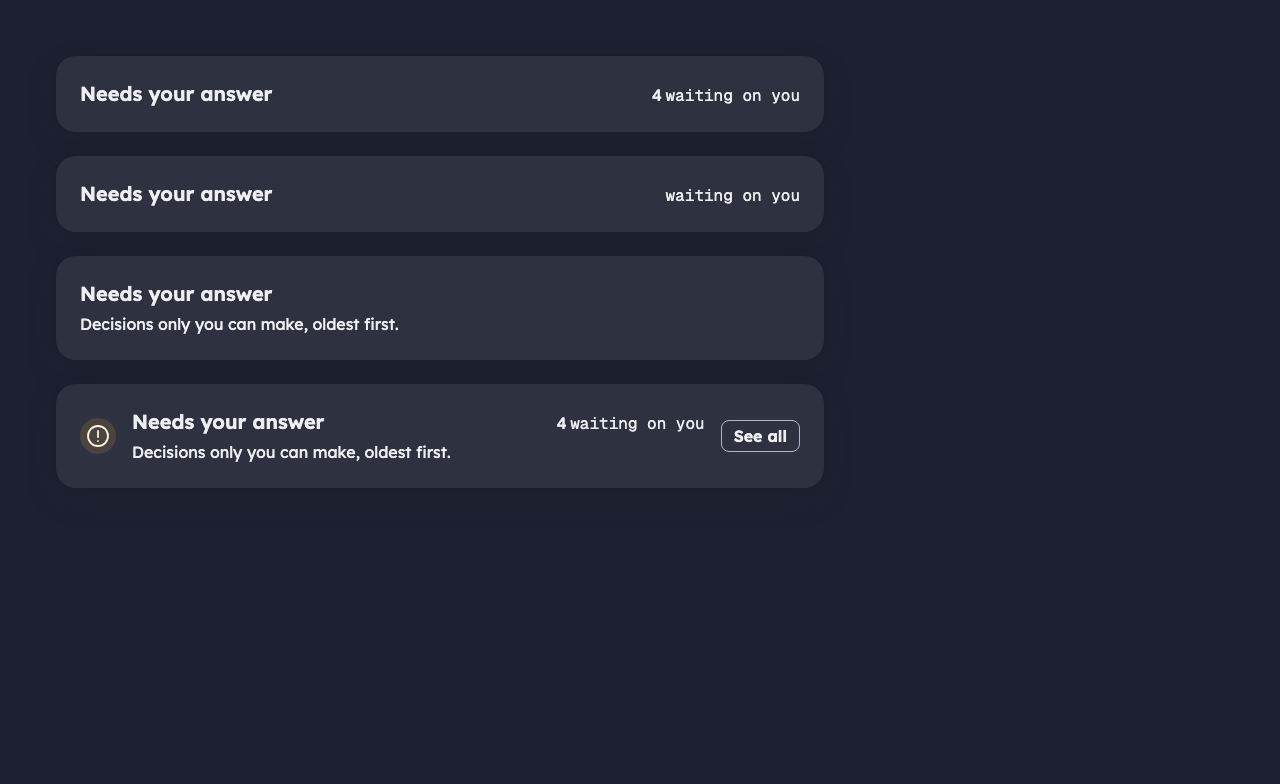 Needs your answer 4 waiting on you
Needs your answer waiting on you
Needs your answer
Decisions only you can make, oldest first.
Needs your answer 4 waiting on you See all
Decisions only you can make, oldest first.